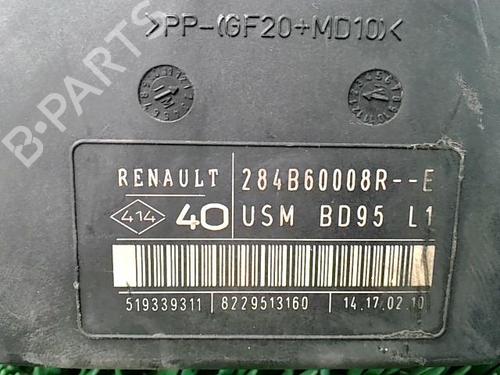 >PP-(GF20+MD10)<
B-PARTS
RENAULT 284B60008R--E
414 40 USM BD95 L1
519339311 8229513160 14.17.02.10